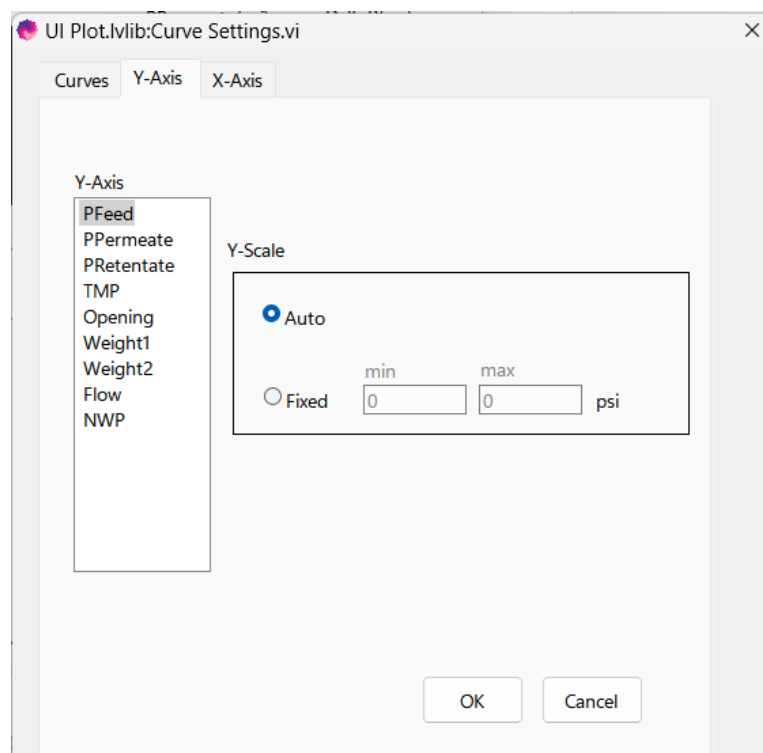 UI Plot.lvlib:Curve Settings.vi
Curves Y-Axis X-Axis
Y-Axis
PFeed
PPermeate
PRetentate
TMP
Opening
Weight1
Weight2
Flow
NWP
Y-Scale
Auto
min max
Fixed 0 0 psi
OK Cancel